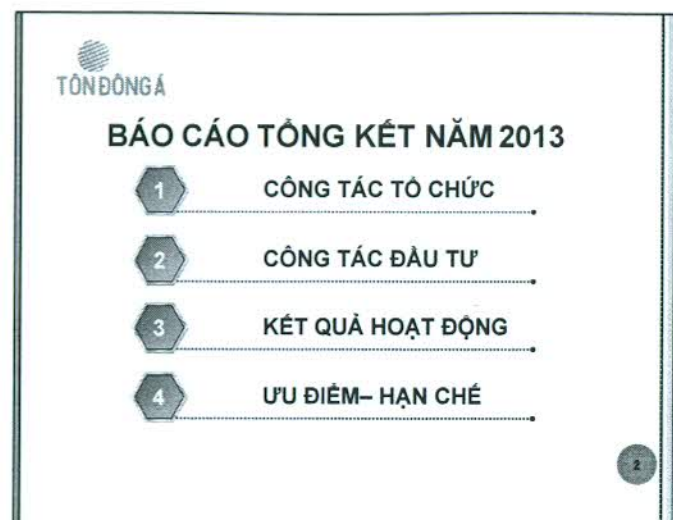 TÔN ĐÔNG Á
BÁO CÁO TỔNG KẾT NĂM 2013
1 CÔNG TÁC TỔ CHỨC
2 CÔNG TÁC ĐẦU TƯ
3 KẾT QUẢ HOẠT ĐỘNG
4 ƯU ĐIỂM– HẠN CHẾ
2